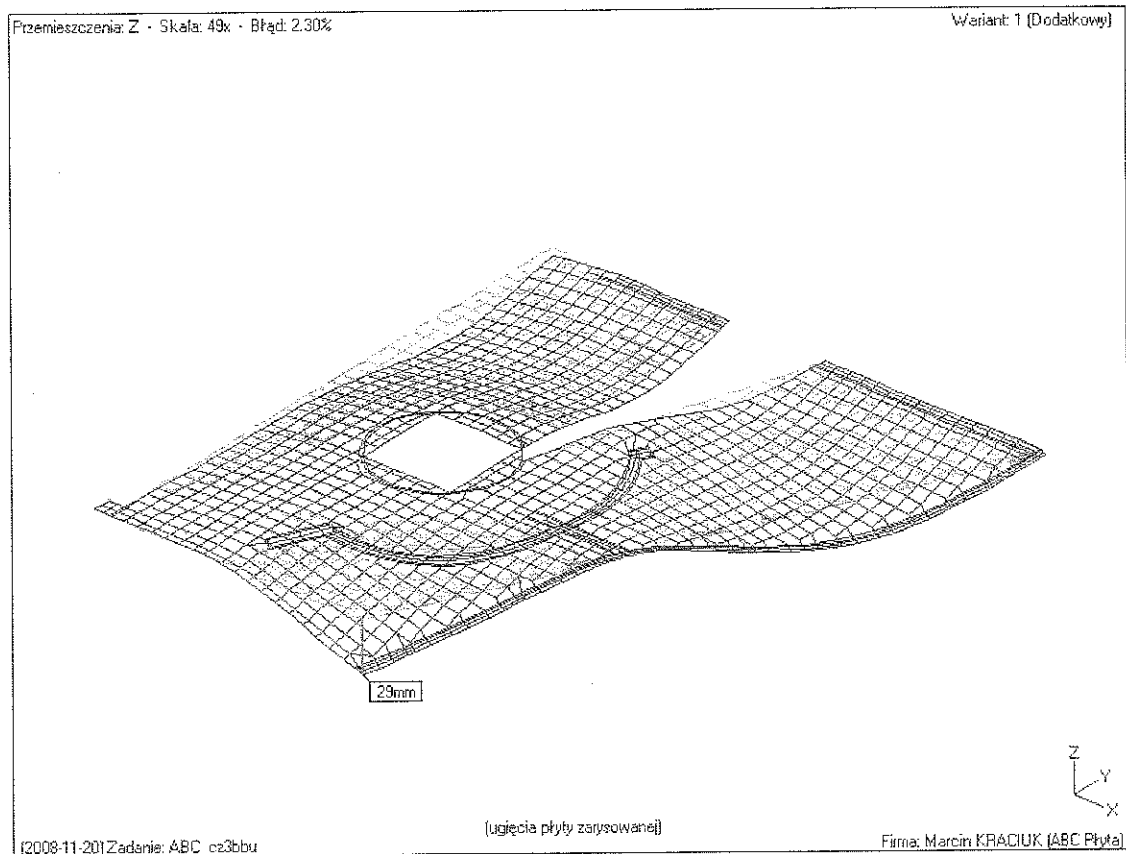 Przemieszczenia: Z - Skala: 49x - Błąd: 2.30%
Wariant: 1 (Dodatkowy)
29mm
Z
Y
X
(ugięcia płyty zarysowanej)
(2008-11-20) Zadanie: ABC cz3bbu
Firma: Marcin KRACIUK (ABC Płyta)